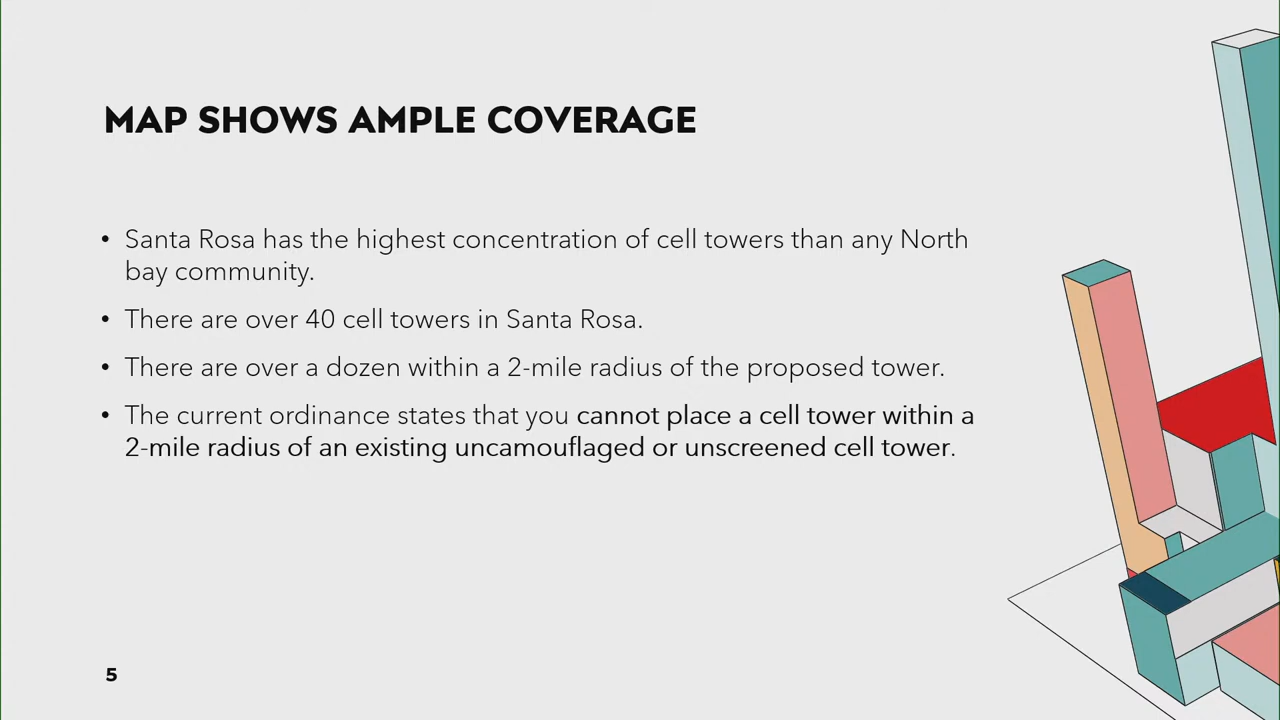 MAP SHOWS AMPLE COVERAGE
• Santa Rosa has the highest concentration of cell towers than any North
bay community.
• There are over 40 cell towers in Santa Rosa.
• There are over a dozen within a 2-mile radius of the proposed tower.
• The current ordinance states that you cannot place a cell tower within a
2-mile radius of an existing uncamouflaged or unscreened cell tower.
5